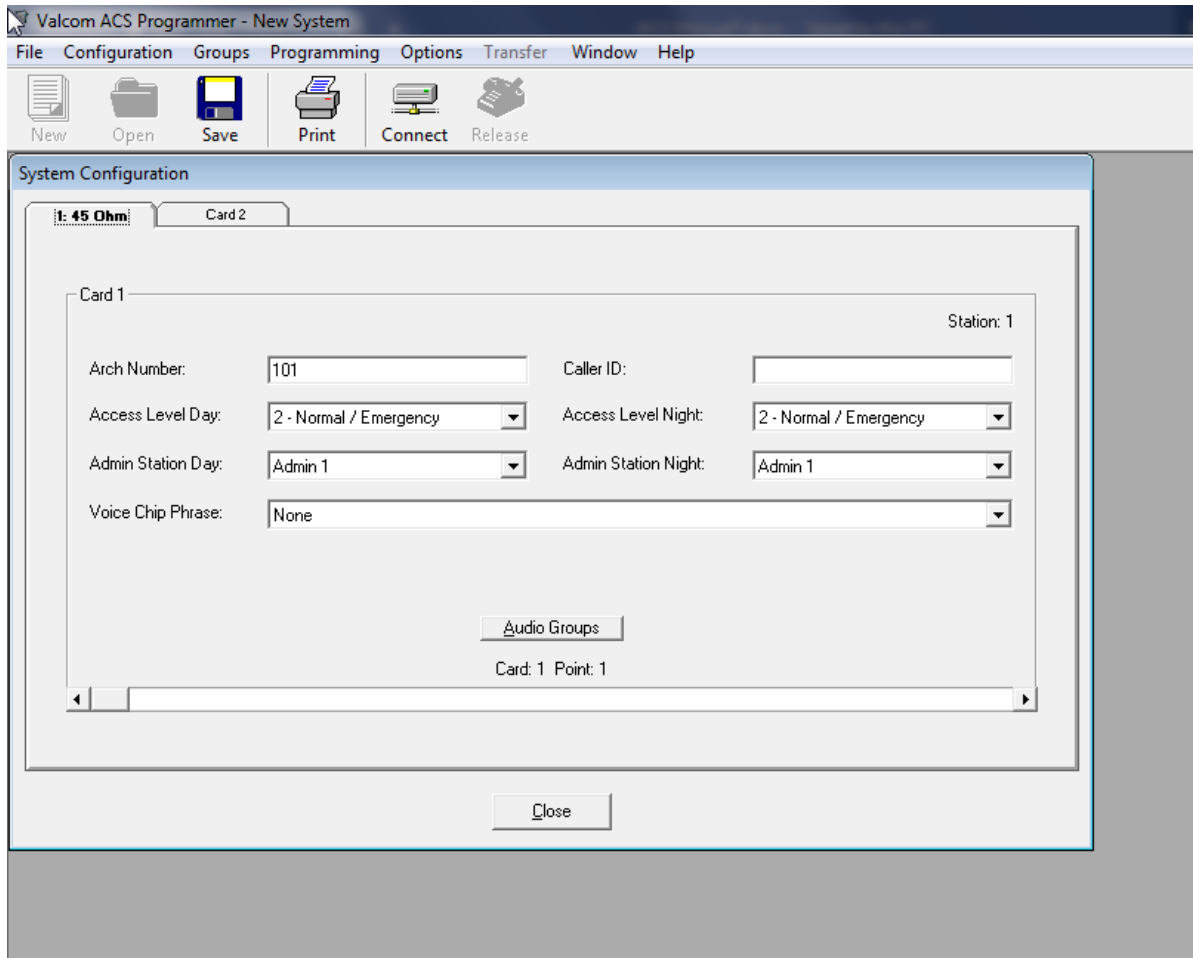 Valcom ACS Programmer - New System
File Configuration Groups Programming Options Transfer Window Help
New Open Save Print Connect Release
System Configuration
1: 45 Ohm Card 2
Card 1
Station: 1
Arch Number: 101 Caller ID:
Access Level Day: 2 - Normal / Emergency Access Level Night: 2 - Normal / Emergency
Admin Station Day: Admin 1 Admin Station Night: Admin 1
Voice Chip Phrase: None
Audio Groups
Card: 1 Point: 1
Close